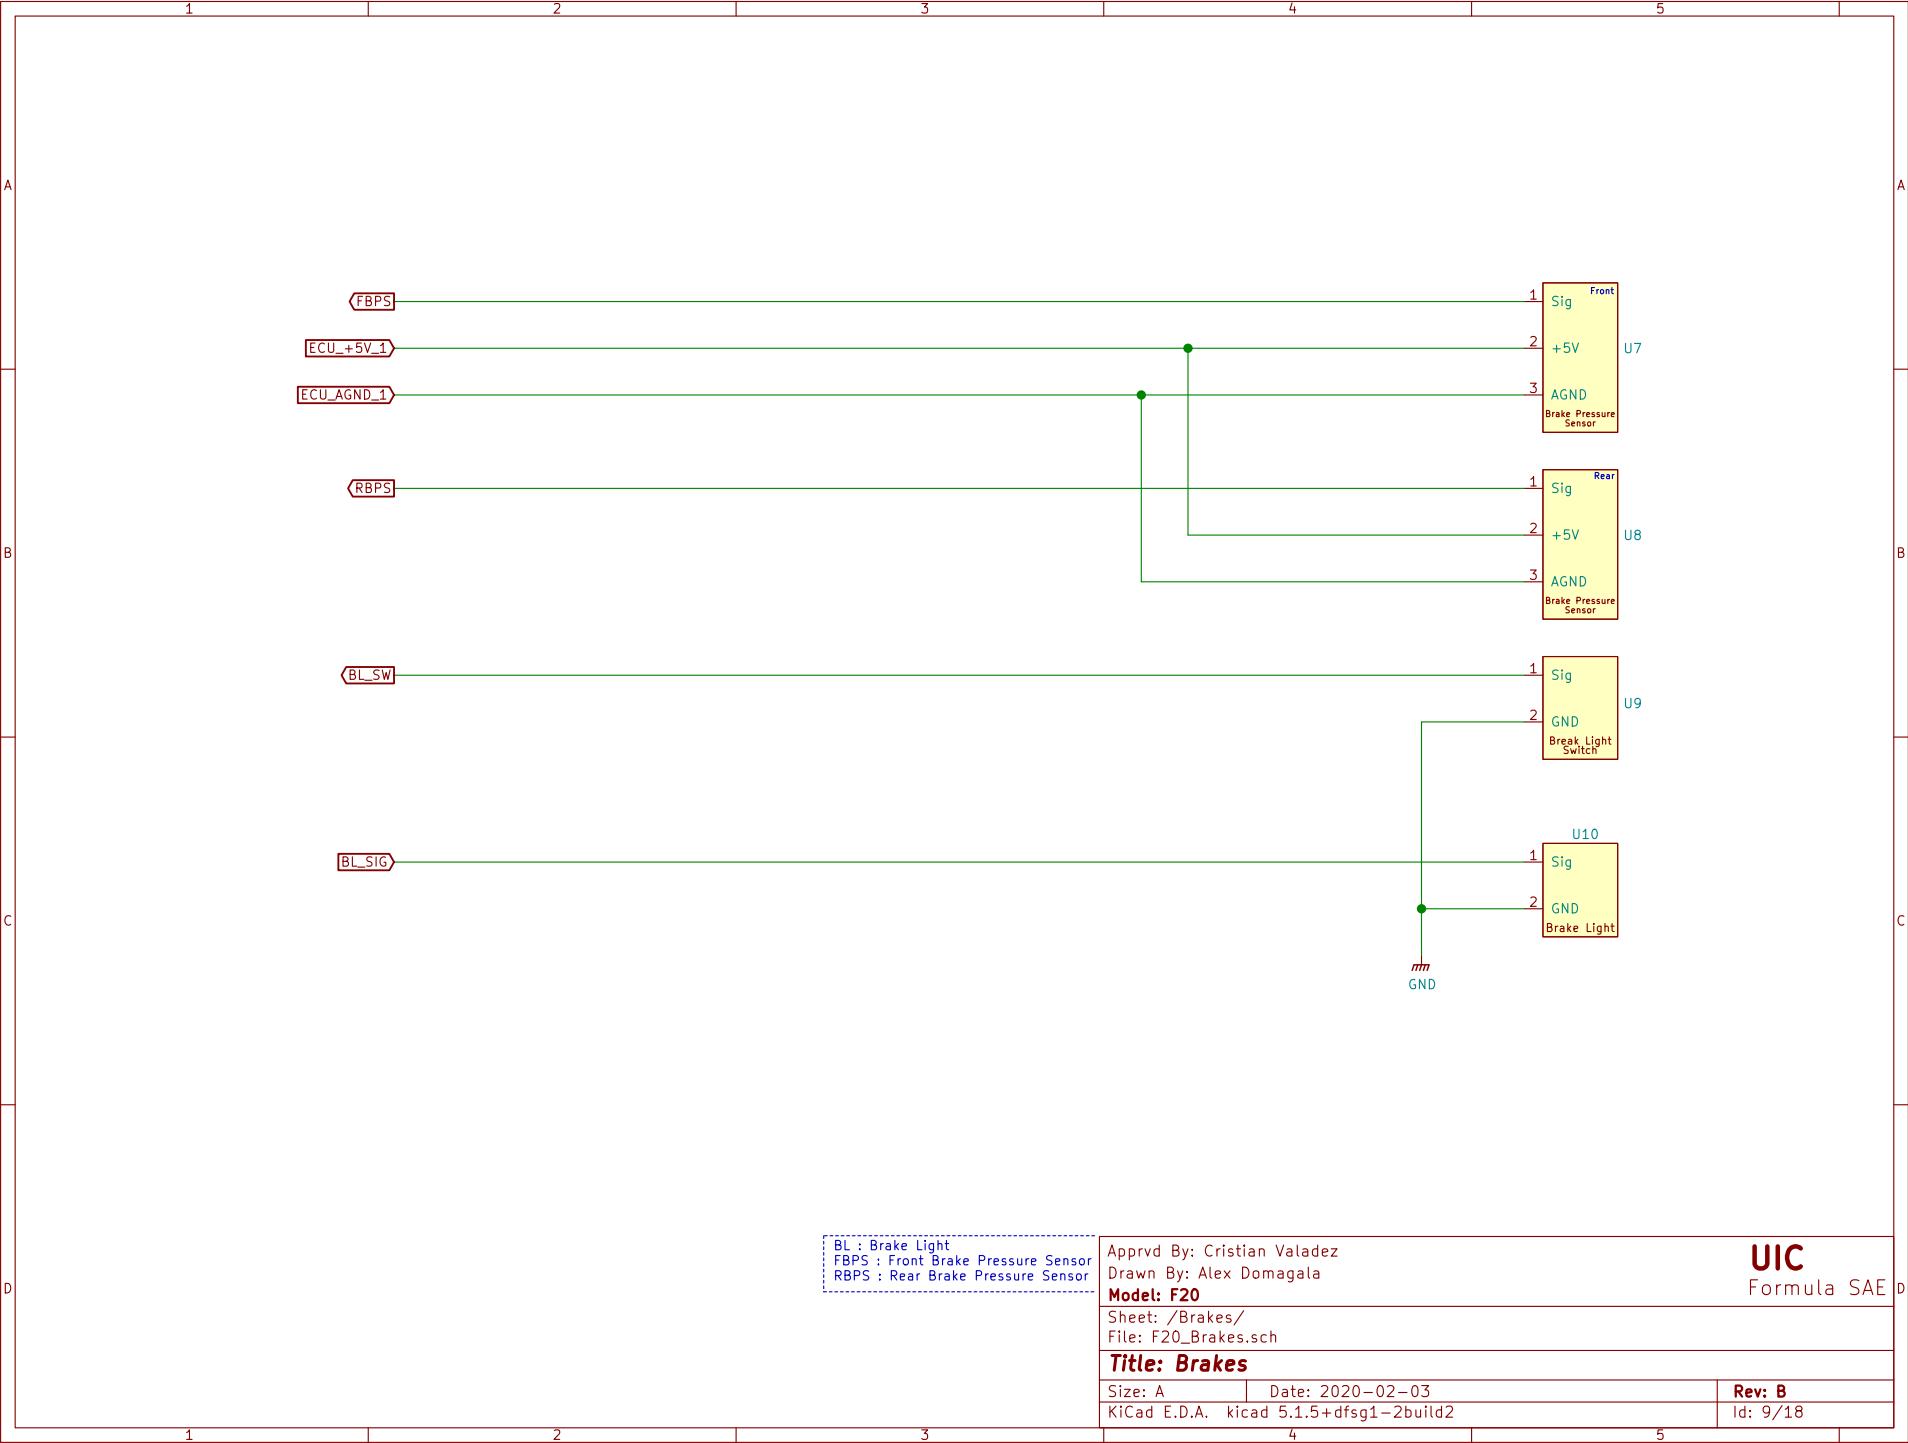 1 2 3 4 5
A A
FBPS
1 Sig
Front
ECU_+5V_1
2 +5V
U7
ECU_AGND_1
3 AGND
Brake Pressure
Sensor
RBPS
1 Sig
Rear
2 +5V
U8
B B
3 AGND
Brake Pressure
Sensor
BL_SW
1 Sig
U9
2 GND
Break Light
Switch
U10
BL_SIG
1 Sig
2 GND
Brake Light
C C
GND
BL : Brake Light
FBPS : Front Brake Pressure Sensor
RBPS : Rear Brake Pressure Sensor
Apprvd By: Cristian Valadez
Drawn By: Alex Domagala
Model: F20
UIC
Formula SAE
D D
Sheet: /Brakes/
File: F20_Brakes.sch
Title: Brakes
Size: A
Date: 2020-02-03
Rev: B
KiCad E.D.A. kicad 5.1.5+dfsg1-2build2
Id: 9/18
1 2 3 4 5